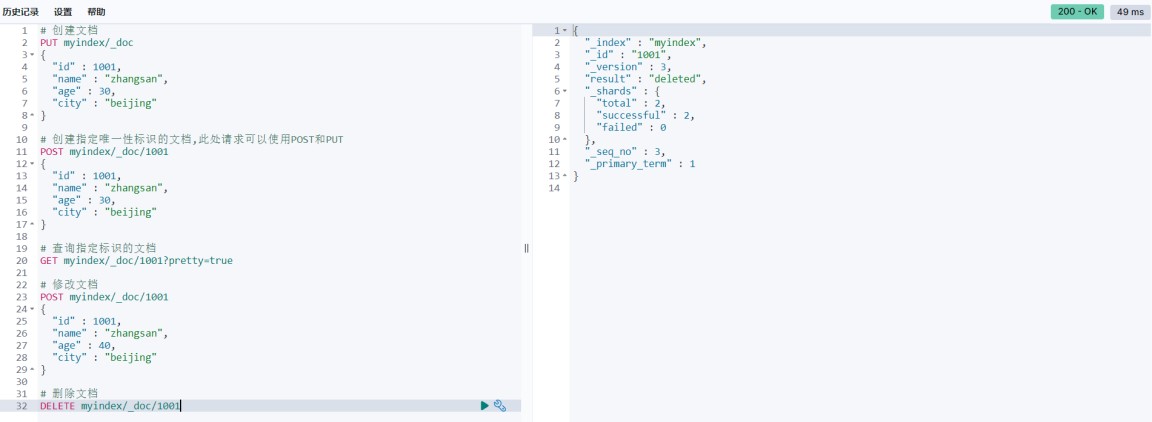 历史记录 设置 帮助
200 - OK 49 ms
1 # 创建文档
2 PUT myindex/_doc
3 {
4 "id" : 1001,
5 "name" : "zhangsan",
6 "age" : 30,
7 "city" : "beijing"
8 }
9
10 # 创建指定唯一性标识的文档,此处请求可以使用POST和PUT
11 POST myindex/_doc/1001
12 {
13 "id" : 1001,
14 "name" : "zhangsan",
15 "age" : 30,
16 "city" : "beijing"
17 }
18
19 # 查询指定标识的文档
20 GET myindex/_doc/1001?pretty=true
21
22 # 修改文档
23 POST myindex/_doc/1001
24 {
25 "id" : 1001,
26 "name" : "zhangsan",
27 "age" : 40,
28 "city" : "beijing"
29 }
30
31 # 删除文档
32 DELETE myindex/_doc/1001
1 {
2 "_index" : "myindex",
3 "_id" : "1001",
4 "_version" : 3,
5 "result" : "deleted",
6 "_shards" : {
7 "total" : 2,
8 "successful" : 2,
9 "failed" : 0
10 },
11 "_seq_no" : 3,
12 "_primary_term" : 1
13 }
14